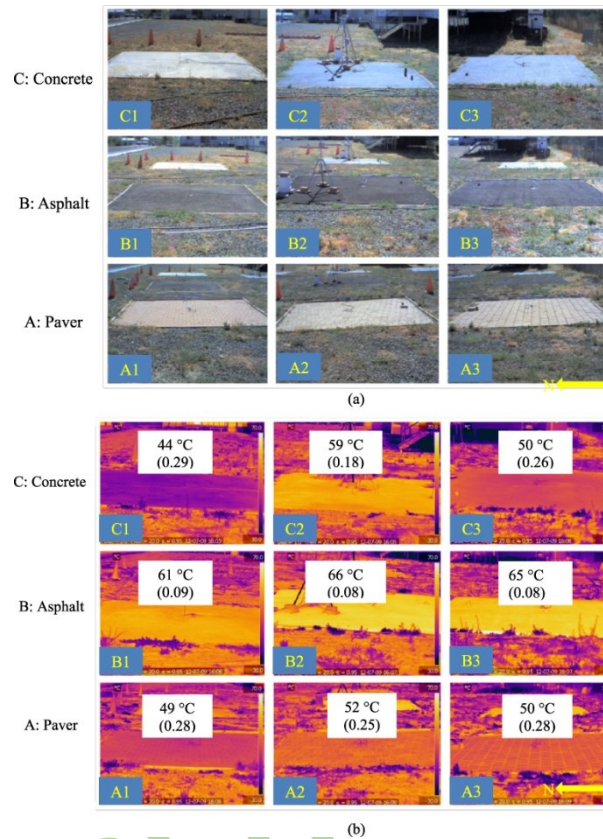 C: Concrete
C1
C2
C3
B: Asphalt
B1
B2
B3
A: Paver
A1
A2
A3
N
(a)
C: Concrete
44 °C
(0.29)
59 °C
(0.18)
50 °C
(0.26)
C1
C2
C3
B: Asphalt
61 °C
(0.09)
66 °C
(0.08)
65 °C
(0.08)
B1
B2
B3
A: Paver
49 °C
(0.28)
52 °C
(0.25)
50 °C
(0.28)
A1
A2
A3
N
(b)